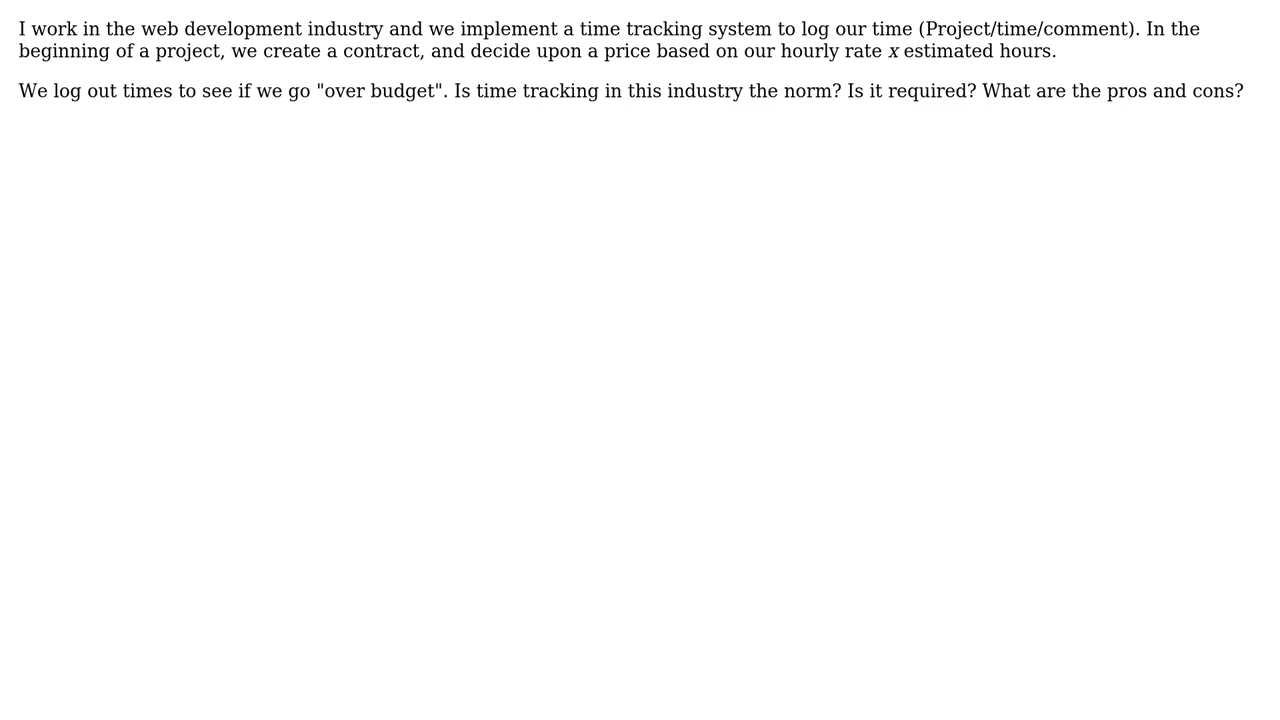 I work in the web development industry and we implement a time tracking system to log our time (Project/time/comment). In the
beginning of a project, we create a contract, and decide upon a price based on our hourly rate x estimated hours.
We log out times to see if we go "over budget". Is time tracking in this industry the norm? Is it required? What are the pros and cons?